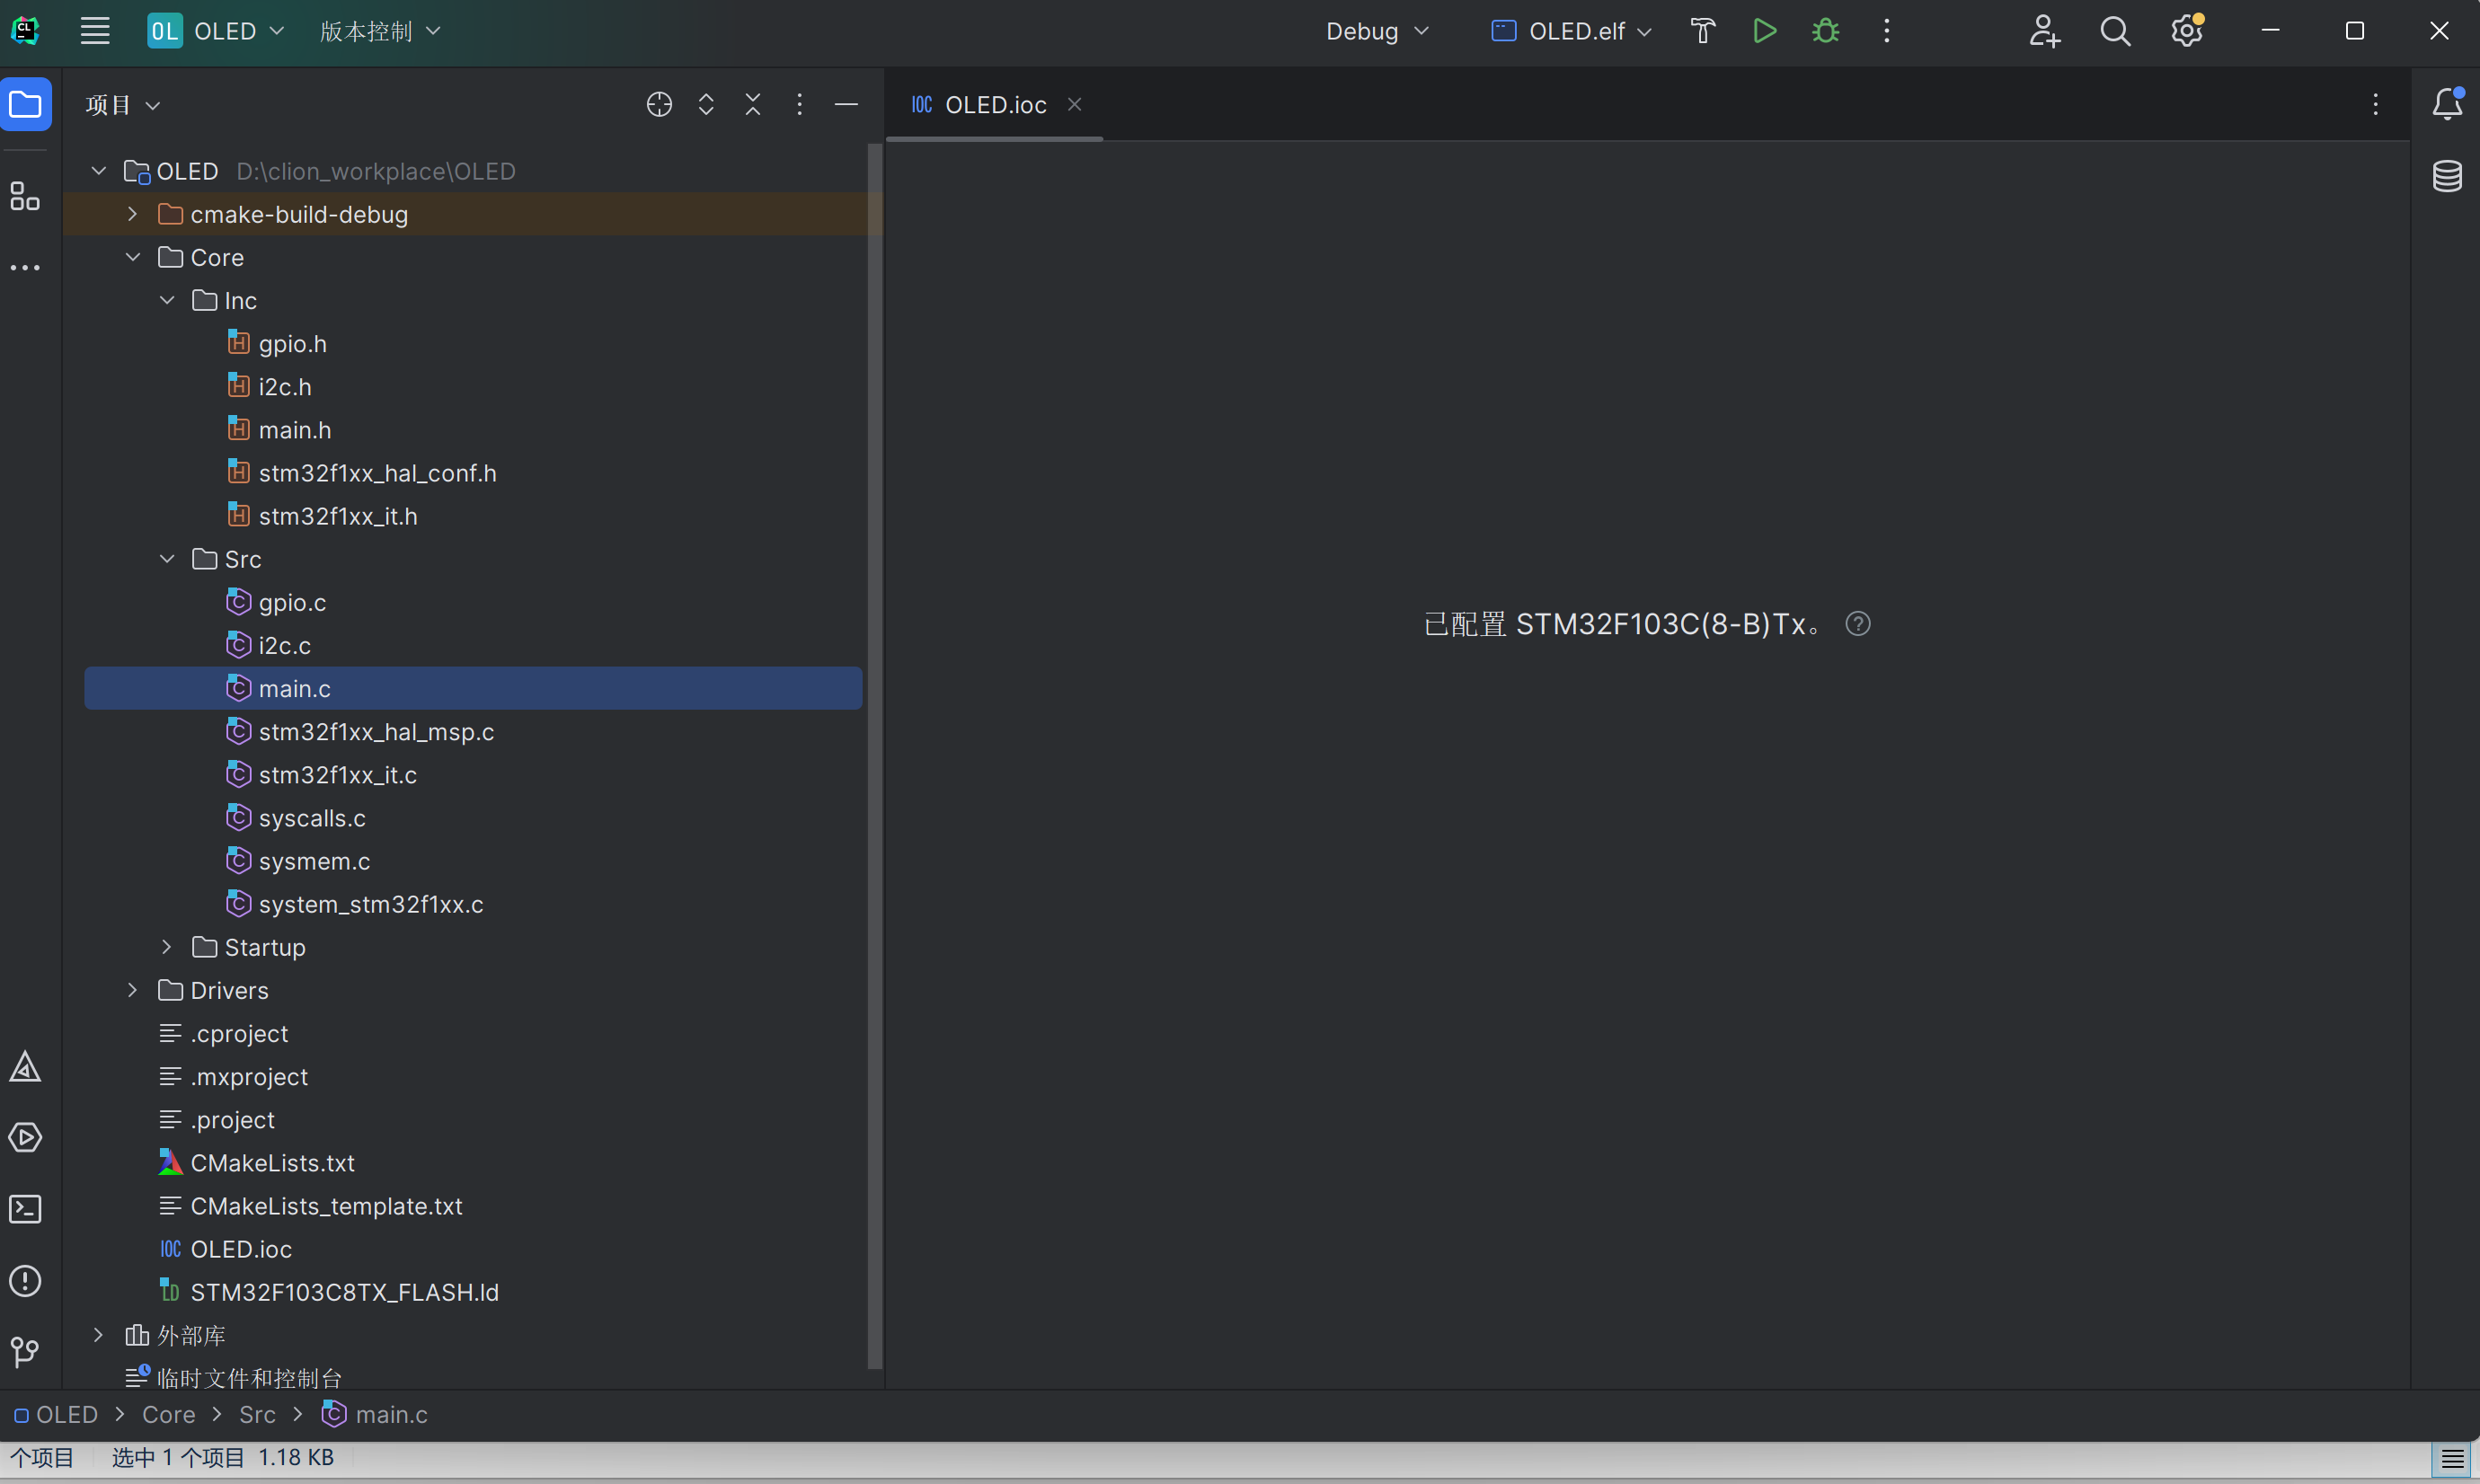 OL OLED 版本控制 Debug OLED.elf
项目
IOC OLED.ioc
OLED D:\clion_workplace\OLED
cmake-build-debug
Core
Inc
gpio.h
i2c.h
main.h
stm32f1xx_hal_conf.h
stm32f1xx_it.h
Src
gpio.c
i2c.c
main.c
stm32f1xx_hal_msp.c
stm32f1xx_it.c
syscalls.c
sysmem.c
system_stm32f1xx.c
Startup
Drivers
.cproject
.mxproject
.project
CMakeLists.txt
CMakeLists_template.txt
IOC OLED.ioc
LD STM32F103C8TX_FLASH.ld
外部库
临时文件和控制台
已配置 STM32F103C(8-B)Tx。
OLED > Core > Src > main.c
个项目 选中 1 个项目 1.18 KB